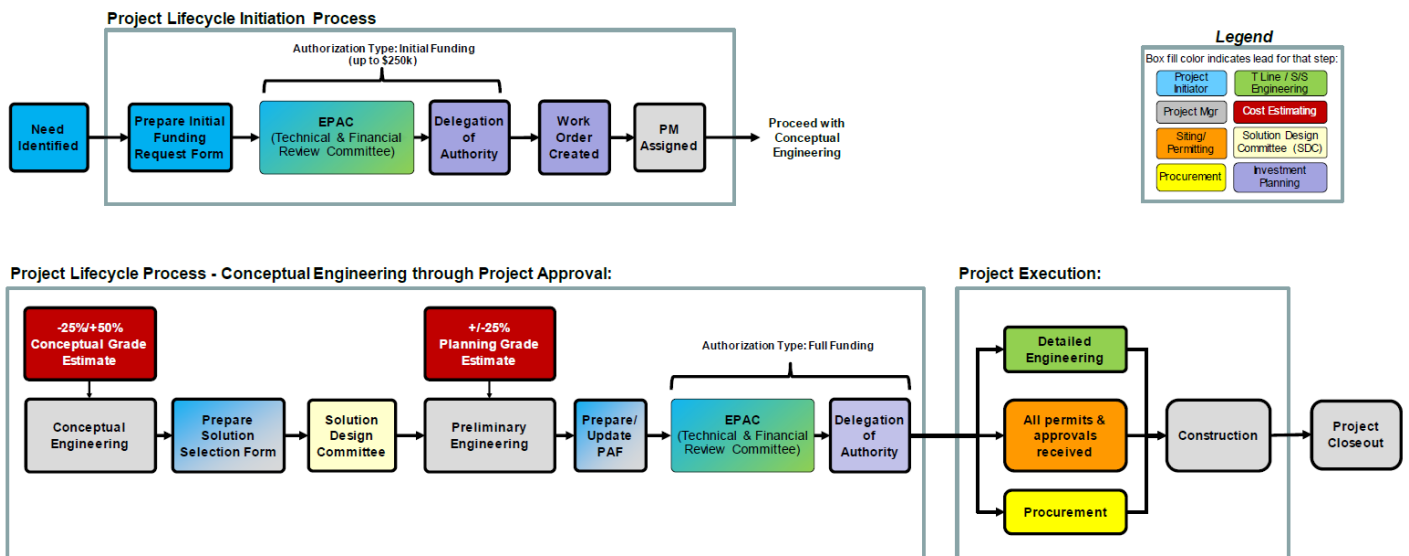 Project Lifecycle Initiation Process
Authorization Type: Initial Funding
(up to $250k)
Need
Identified
Prepare Initial
Funding
Request Form
EPAC
(Technical & Financial
Review Committee)
Delegation
of
Authority
Work
Order
Created
PM
Assigned
Proceed with
Conceptual
Engineering
Legend
Box fill color indicates lead for that step:
Project
Initiator
T Line / S/S
Engineering
Project Mgr
Cost Estimating
Siting/
Permitting
Solution Design
Committee (SDC)
Procurement
Investment
Planning
Project Lifecycle Process - Conceptual Engineering through Project Approval:
-25%/+50%
Conceptual Grade
Estimate
+/-25%
Planning Grade
Estimate
Authorization Type: Full Funding
Conceptual
Engineering
Prepare
Solution
Selection Form
Solution
Design
Committee
Preliminary
Engineering
Prepare/
Update
PAF
EPAC
(Technical & Financial
Review Committee)
Delegation
of
Authority
Project Execution:
Detailed
Engineering
All permits &
approvals
received
Procurement
Construction
Project
Closeout